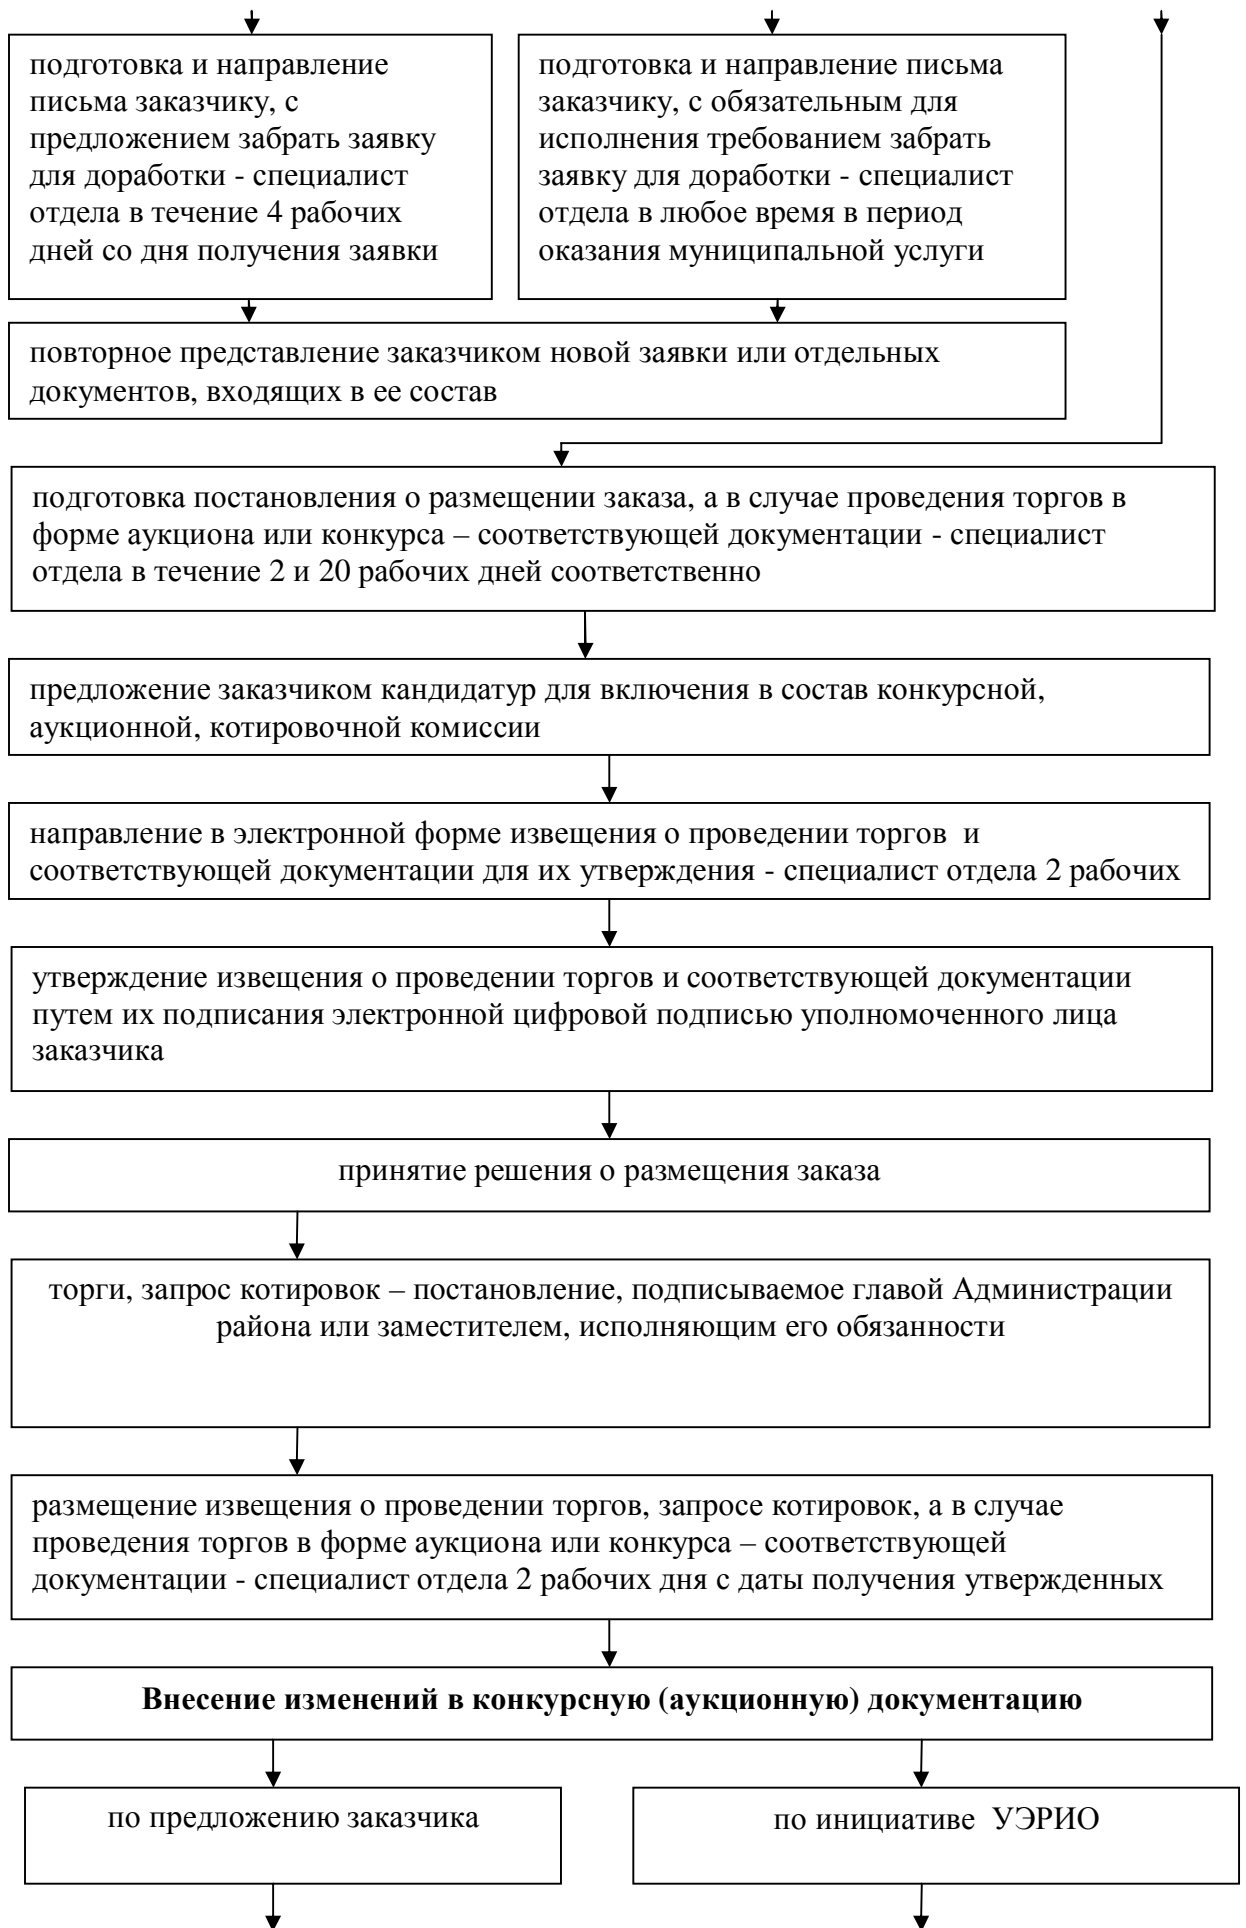 подготовка и направление
письма заказчику, с
предложением забрать заявку
для доработки - специалист
отдела в течение 4 рабочих
дней со дня получения заявки
подготовка и направление письма
заказчику, с обязательным для
исполнения требованием забрать
заявку для доработки - специалист
отдела в любое время в период
оказания муниципальной услуги
повторное представление заказчиком новой заявки или отдельных
документов, входящих в ее состав
подготовка постановления о размещении заказа, а в случае проведения торгов в
форме аукциона или конкурса – соответствующей документации - специалист
отдела в течение 2 и 20 рабочих дней соответственно
предложение заказчиком кандидатур для включения в состав конкурсной,
аукционной, котировочной комиссии
направление в электронной форме извещения о проведении торгов  и
соответствующей документации для их утверждения - специалист отдела 2 рабочих
утверждение извещения о проведении торгов и соответствующей документации
путем их подписания электронной цифровой подписью уполномоченного лица
заказчика
принятие решения о размещения заказа
торги, запрос котировок – постановление, подписываемое главой Администрации
района или заместителем, исполняющим его обязанности
размещение извещения о проведении торгов, запросе котировок, а в случае
проведения торгов в форме аукциона или конкурса – соответствующей
документации - специалист отдела 2 рабочих дня с даты получения утвержденных
Внесение изменений в конкурсную (аукционную) документацию
по предложению заказчика
по инициативе  УЭРИО